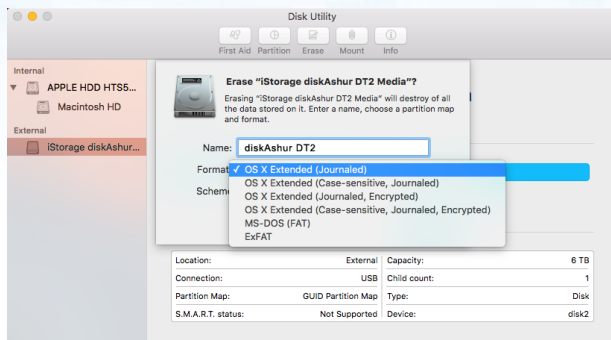 Disk Utility
First Aid Partition Erase Mount Info
Internal
APPLE HDD HTS5...
Macintosh HD
External
iStorage diskAshur...
Erase “iStorage diskAshur DT2 Media”?
Erasing “iStorage diskAshur DT2 Media” will destroy of all
the data stored on it. Enter a name, choose a partition map
and format.
Name: diskAshur DT2
Format ✓ OS X Extended (Journaled)
OS X Extended (Case-sensitive, Journaled)
Schem
OS X Extended (Journaled, Encrypted)
OS X Extended (Case-sensitive, Journaled, Encrypted)
MS-DOS (FAT)
ExFAT
Location: External Capacity: 6 TB
Connection: USB Child count: 1
Partition Map: GUID Partition Map Type: Disk
S.M.A.R.T. status: Not Supported Device: disk2